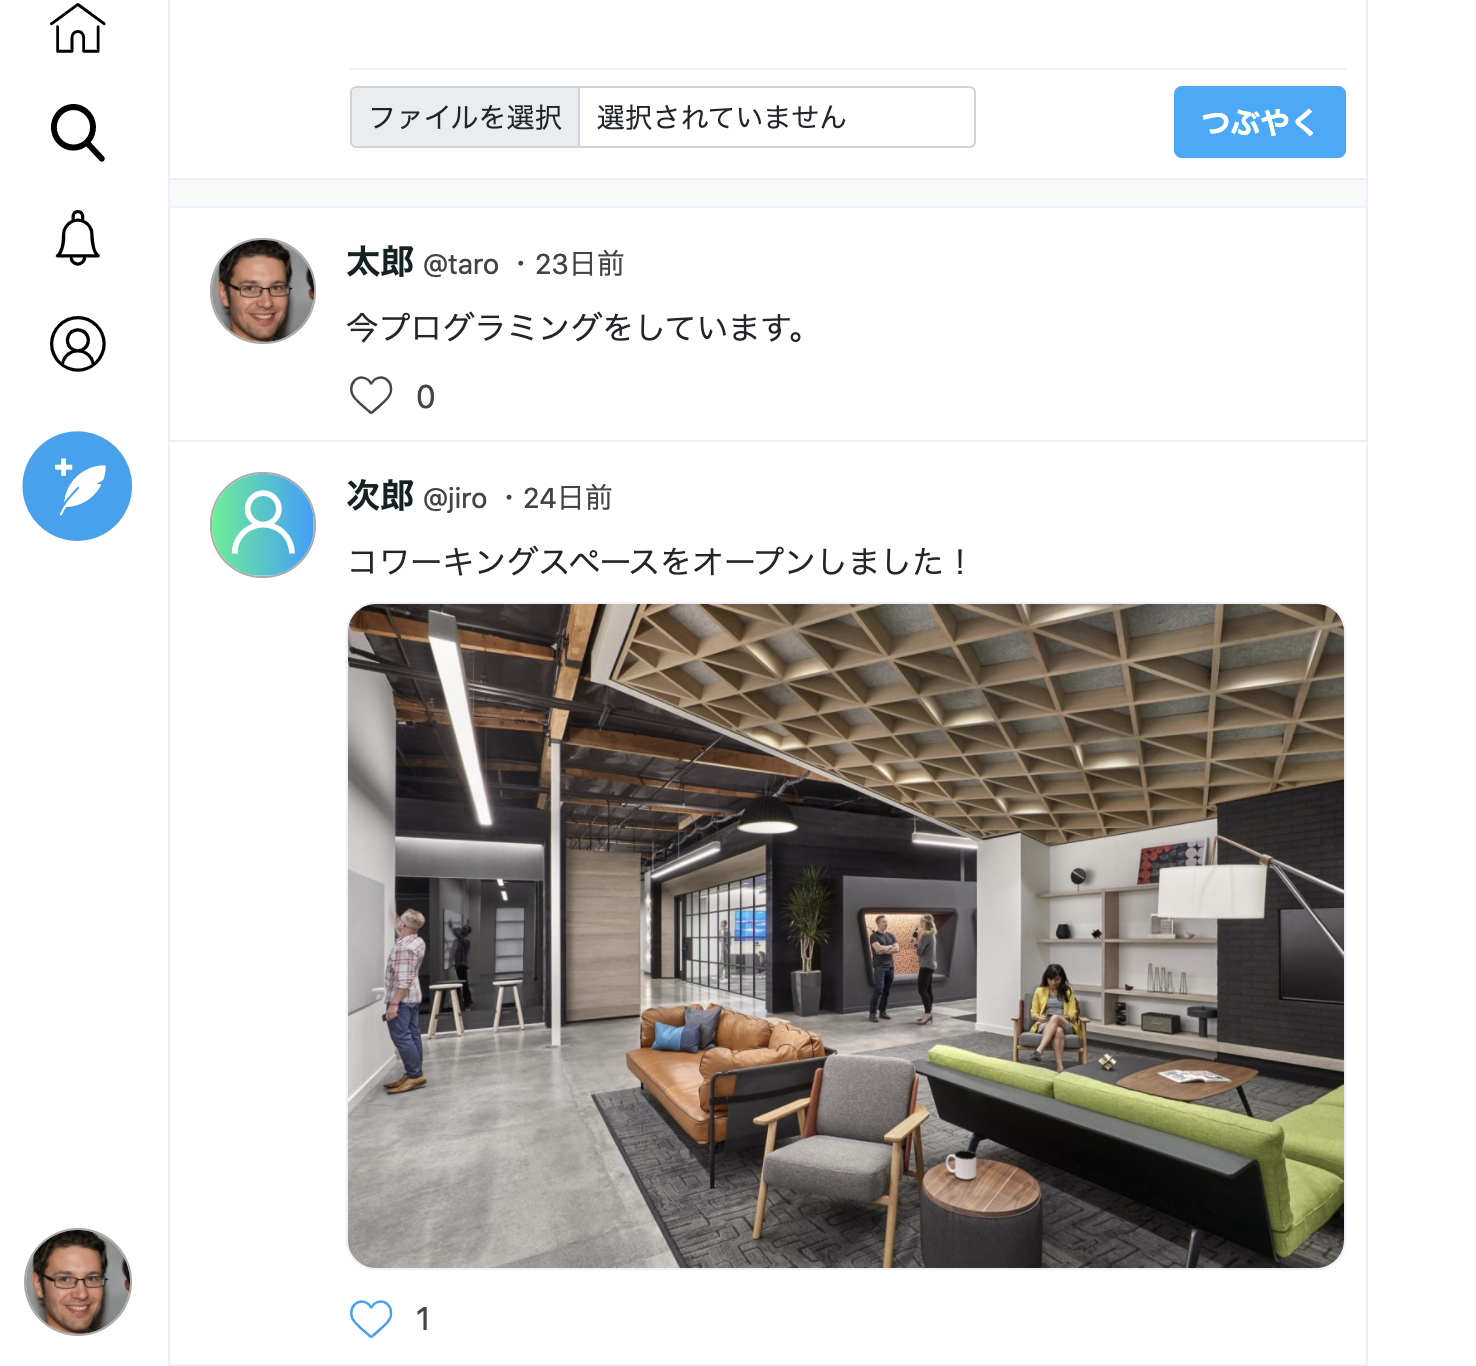 ファイルを選択 選択されていません
つぶやく
太郎 @taro ・23日前
今プログラミングをしています。
0
次郎 @jiro ・24日前
コワーキングスペースをオープンしました！
1